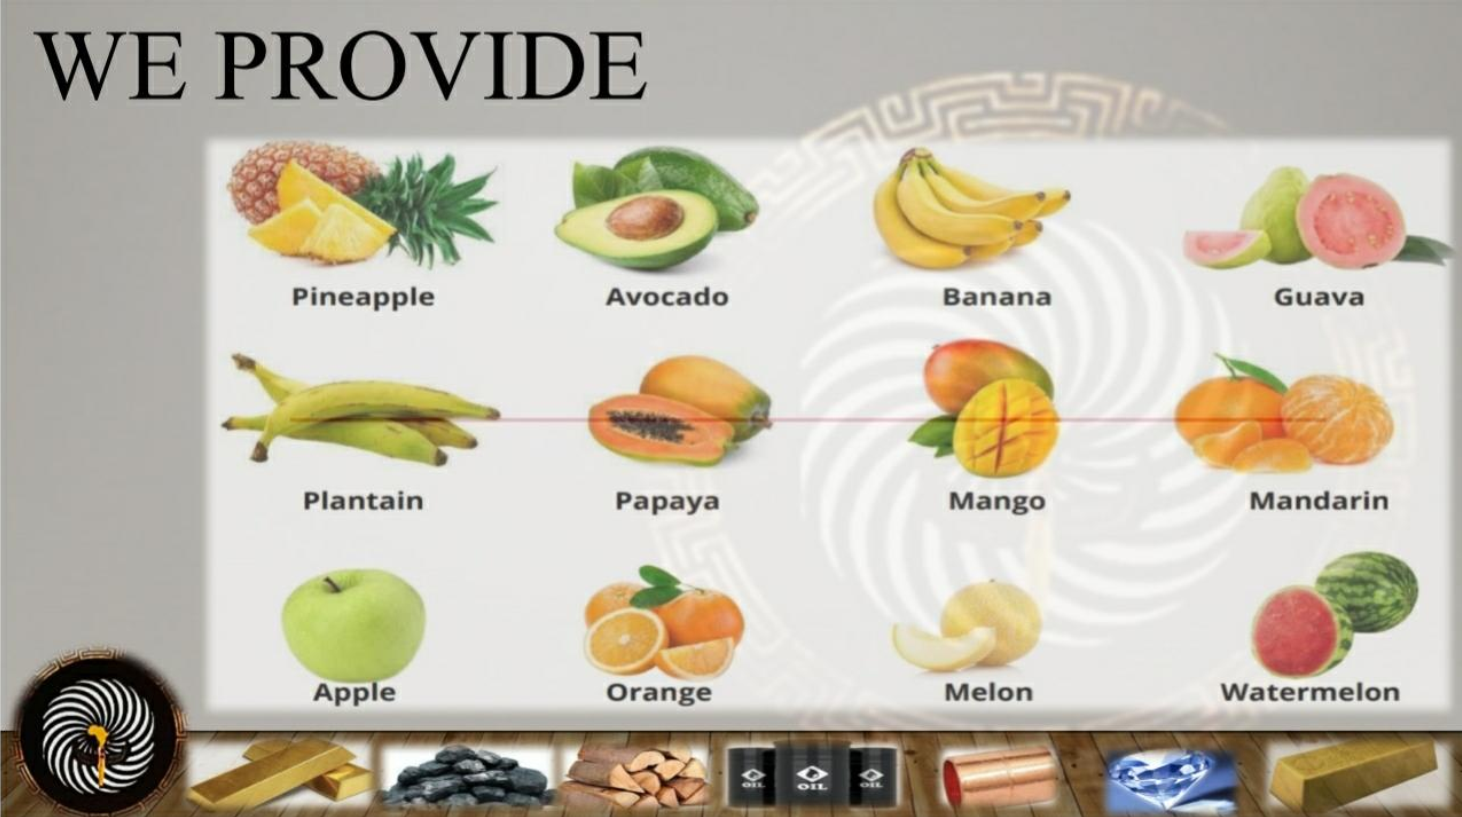 WE PROVIDE
Pineapple Avocado Banana Guava
Plantain Papaya Mango Mandarin
Apple Orange Melon Watermelon
OIL OIL OIL